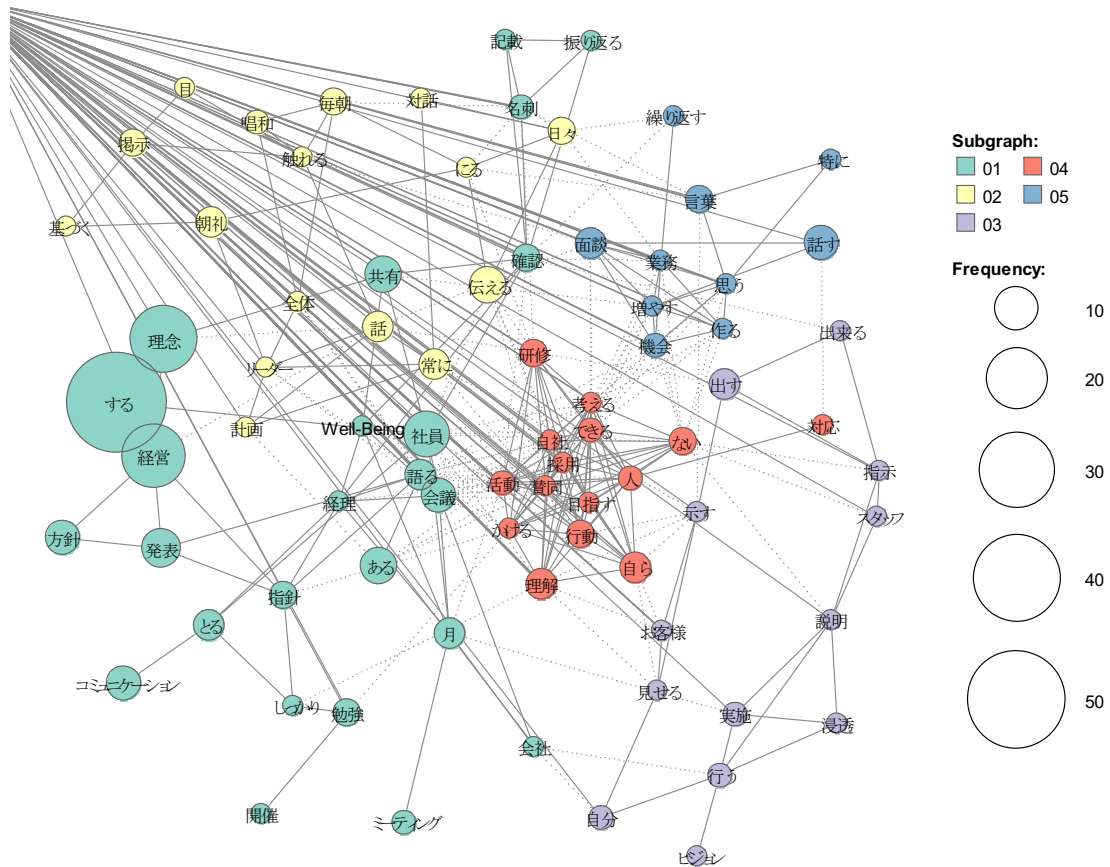 記載
振り返る
目
毎朝
対話
名刺
唱和
日々
繰り返す
掲示
触れる
にる
特に
言葉
基づく
朝礼
面談
話す
確認
業務
共有
伝える
思う
全体
増やす
理念
話
作る
出来る
機会
リーダー
常に
研修
出す
する
考える
計画
Well-Being
社員
できる
対応
自社
ない
経営
採用
語る
指示
活動
賛同
人
経理
会議
目指す
示す
スタッフ
かける
行動
方針
発表
ある
自ら
理解
指針
とる
月
お客様
説明
コミュニケーション
見せる
しっかり
勉強
実施
浸透
会社
行う
開催
ミーティング
自分
ビジョン
Subgraph:
01 04
02 05
03
Frequency:
10
20
30
40
50